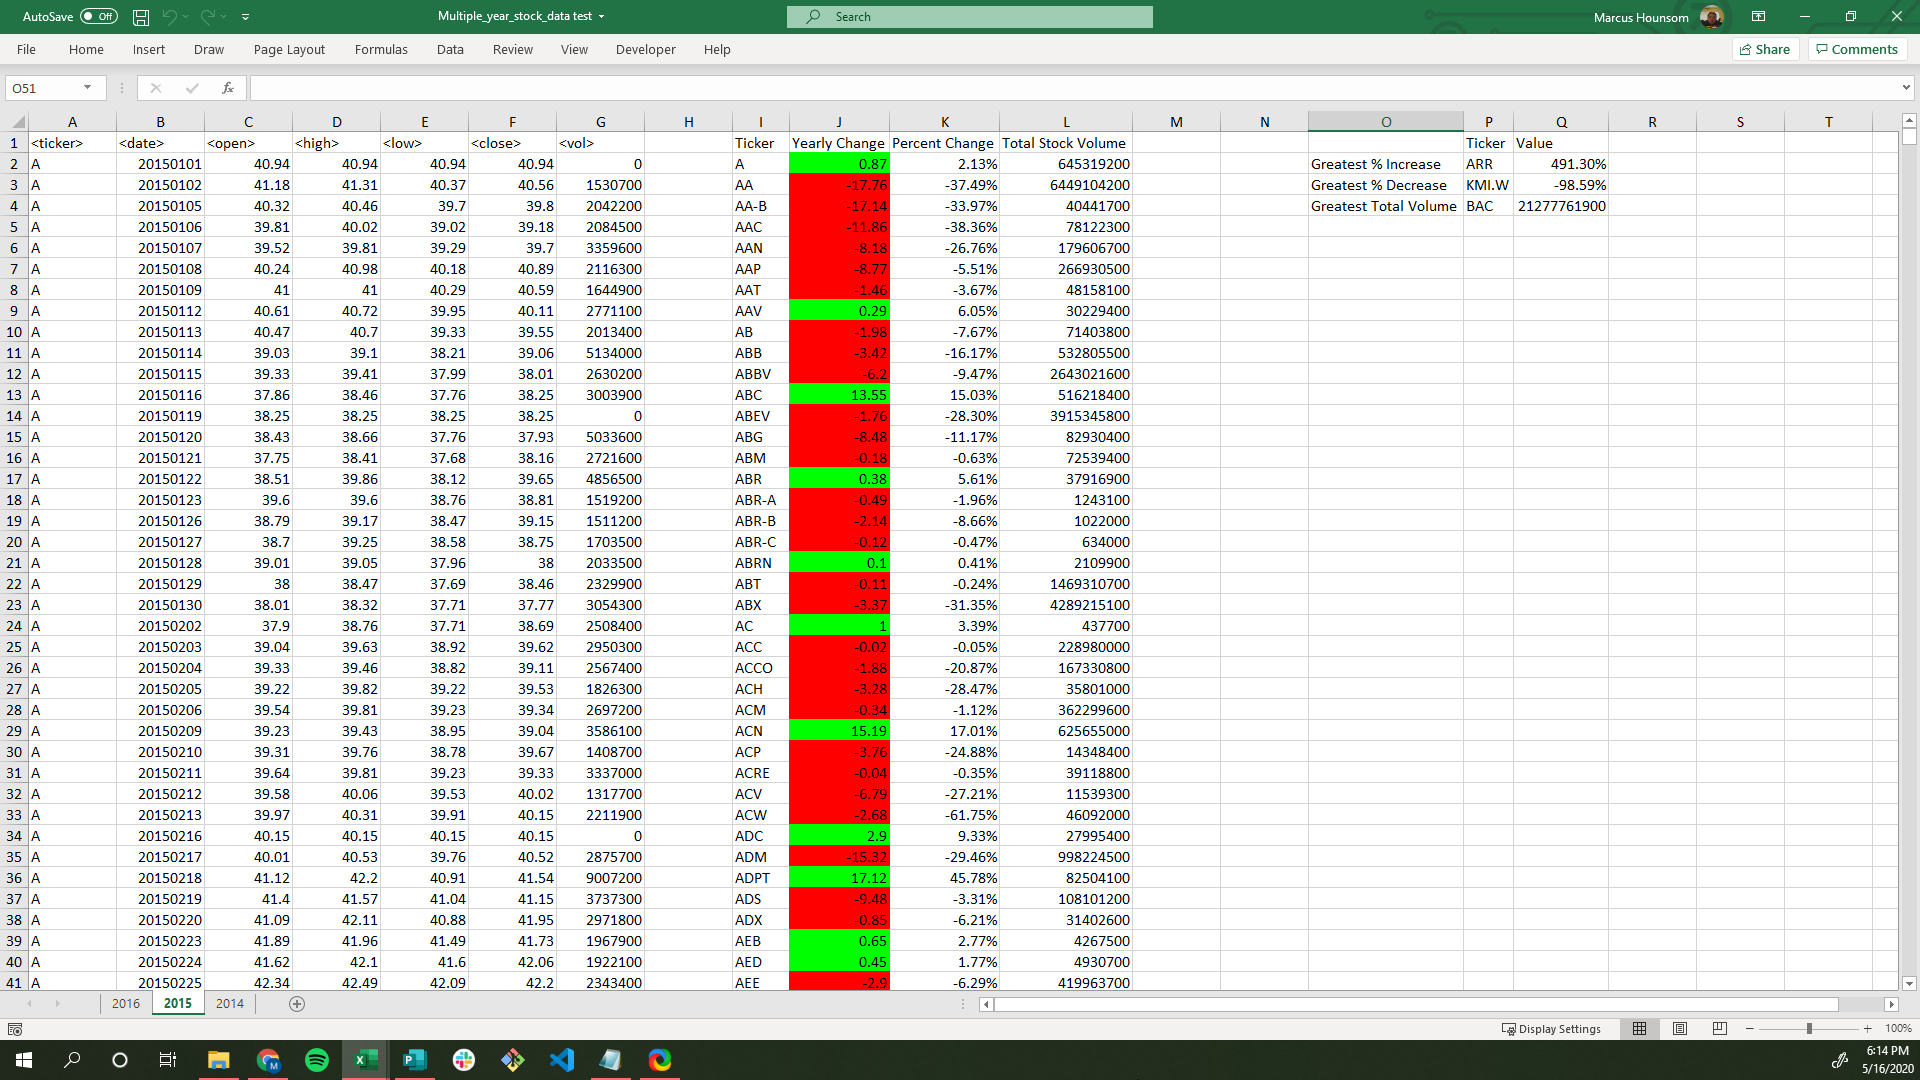 AutoSave Off Multiple_year_stock_data test Search Marcus Hounsom
File Home Insert Draw Page Layout Formulas Data Review View Developer Help Share Comments
O51 fx
A B C D E F G H I J K L M N O P Q R S T
1 <ticker> <date> <open> <high> <low> <close> <vol> Ticker Yearly Change Percent Change Total Stock Volume Ticker Value
2 A 20150101 40.94 40.94 40.94 40.94 0 A 0.87 2.13% 645319200 Greatest % Increase ARR 491.30%
3 A 20150102 41.18 41.31 40.37 40.56 1530700 AA -17.76 -37.49% 6449104200 Greatest % Decrease KMI.W -98.59%
4 A 20150105 40.32 40.46 39.7 39.8 2042200 AA-B -17.14 -33.97% 40441700 Greatest Total Volume BAC 21277761900
5 A 20150106 39.81 40.02 39.02 39.18 2084500 AAC -11.86 -38.36% 78122300
6 A 20150107 39.52 39.81 39.29 39.7 3359600 AAN -8.18 -26.76% 179606700
7 A 20150108 40.24 40.98 40.18 40.89 2116300 AAP -8.77 -5.51% 266930500
8 A 20150109 41 41 40.29 40.59 1644900 AAT -1.46 -3.67% 48158100
9 A 20150112 40.61 40.72 39.95 40.11 2771100 AAV 0.29 6.05% 30229400
10 A 20150113 40.47 40.7 39.33 39.55 2013400 AB -1.98 -7.67% 71403800
11 A 20150114 39.03 39.1 38.21 39.06 5134000 ABB -3.42 -16.17% 532805500
12 A 20150115 39.33 39.41 37.99 38.01 2630200 ABBV -6.2 -9.47% 2643021600
13 A 20150116 37.86 38.46 37.76 38.25 3003900 ABC 13.55 15.03% 516218400
14 A 20150119 38.25 38.25 38.25 38.25 0 ABEV -1.76 -28.30% 3915345800
15 A 20150120 38.43 38.66 37.76 37.93 5033600 ABG -8.48 -11.17% 82930400
16 A 20150121 37.75 38.41 37.68 38.16 2721600 ABM -0.18 -0.63% 72539400
17 A 20150122 38.51 39.86 38.12 39.65 4856500 ABR 0.38 5.61% 37916900
18 A 20150123 39.6 39.6 38.76 38.81 1519200 ABR-A -0.49 -1.96% 1243100
19 A 20150126 38.79 39.17 38.47 39.15 1511200 ABR-B -2.14 -8.66% 1022000
20 A 20150127 38.7 39.25 38.58 38.75 1703500 ABR-C -0.12 -0.47% 634000
21 A 20150128 39.01 39.05 37.96 38 2033500 ABRN 0.1 0.41% 2109900
22 A 20150129 38 38.47 37.69 38.46 2329900 ABT -0.11 -0.24% 1469310700
23 A 20150130 38.01 38.32 37.71 37.77 3054300 ABX -3.37 -31.35% 4289215100
24 A 20150202 37.9 38.76 37.71 38.69 2508400 AC 1 3.39% 437700
25 A 20150203 39.04 39.63 38.92 39.62 2950300 ACC -0.02 -0.05% 228980000
26 A 20150204 39.33 39.46 38.82 39.11 2567400 ACCO -1.88 -20.87% 167330800
27 A 20150205 39.22 39.82 39.22 39.53 1826300 ACH -3.28 -28.47% 35801000
28 A 20150206 39.54 39.81 39.23 39.34 2697200 ACM -0.34 -1.12% 362299600
29 A 20150209 39.23 39.43 38.95 39.04 3586100 ACN 15.19 17.01% 625655000
30 A 20150210 39.31 39.76 38.78 39.67 1408700 ACP -3.76 -24.88% 14348400
31 A 20150211 39.64 39.81 39.23 39.33 3337000 ACRE -0.04 -0.35% 39118800
32 A 20150212 39.58 40.06 39.53 40.02 1317700 ACV -6.79 -27.21% 11539300
33 A 20150213 39.97 40.31 39.91 40.15 2211900 ACW -2.68 -61.75% 46092000
34 A 20150216 40.15 40.15 40.15 40.15 0 ADC 2.9 9.33% 27995400
35 A 20150217 40.01 40.53 39.76 40.52 2875700 ADM -15.32 -29.46% 998224500
36 A 20150218 41.12 42.2 40.91 41.54 9007200 ADPT 17.12 45.78% 82504100
37 A 20150219 41.4 41.57 41.04 41.15 3737300 ADS -9.48 -3.31% 108101200
38 A 20150220 41.09 42.11 40.88 41.95 2971800 ADX -0.85 -6.21% 31402600
39 A 20150223 41.89 41.96 41.49 41.73 1967900 AEB 0.65 2.77% 4267500
40 A 20150224 41.62 42.1 41.6 42.06 1922100 AED 0.45 1.77% 4930700
41 A 20150225 42.34 42.49 42.09 42.2 2343400 AEE -2.9 -6.29% 419963700
2016 2015 2014
Display Settings 100%
6:14 PM
5/16/2020